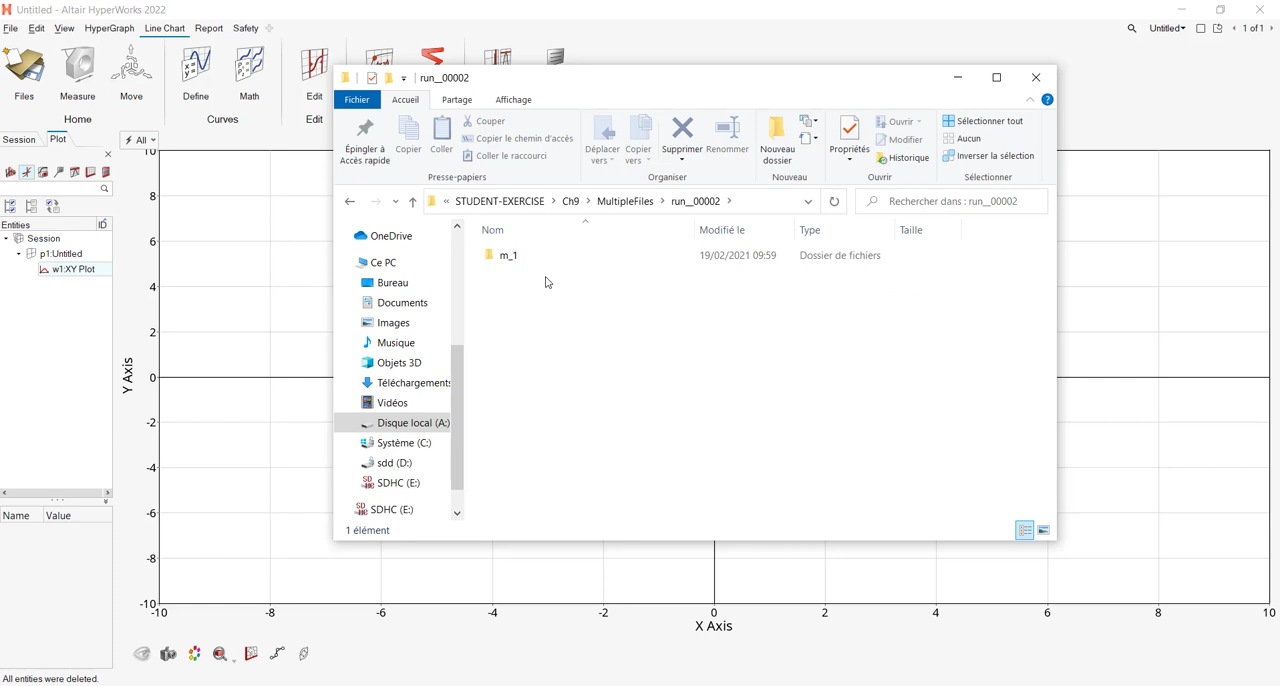 Untitled - Altair HyperWorks 2022
File Edit View HyperGraph Line Chart Report Safety
Untitled 1 of 1
Files Measure Move Define Math Edit
Home Curves Edit
Session Plot All
Entities ID
Session
p1:Untitled
w1:XY Plot
Name Value
All entities were deleted.
10
8
6
4
2
0
-2
-4
-6
-8
-10
Y Axis
-10 -8 -6 -4 -2 0 2 4 6 8 10
X Axis
run__00002
Fichier Accueil Partage Affichage
Épingler à
Accès rapide
Copier
Coller
Couper
Copier le chemin d'accès
Coller le raccourci
Presse-papiers
Déplacer
vers
Copier
vers
Supprimer
Renommer
Organiser
Nouveau
dossier
Nouveau
Propriétés
Ouvrir
Modifier
Historique
Ouvrir
Sélectionner tout
Aucun
Inverser la sélection
Sélectionner
« STUDENT-EXERCISE > Ch9 > MultipleFiles > run__00002 >
Rechercher dans : run__00002
Nom Modifié le Type Taille
m_1 19/02/2021 09:59 Dossier de fichiers
OneDrive
Ce PC
Bureau
Documents
Images
Musique
Objets 3D
Téléchargements
Vidéos
Disque local (A:)
Système (C:)
sdd (D:)
SDHC (E:)
SDHC (E:)
1 élément